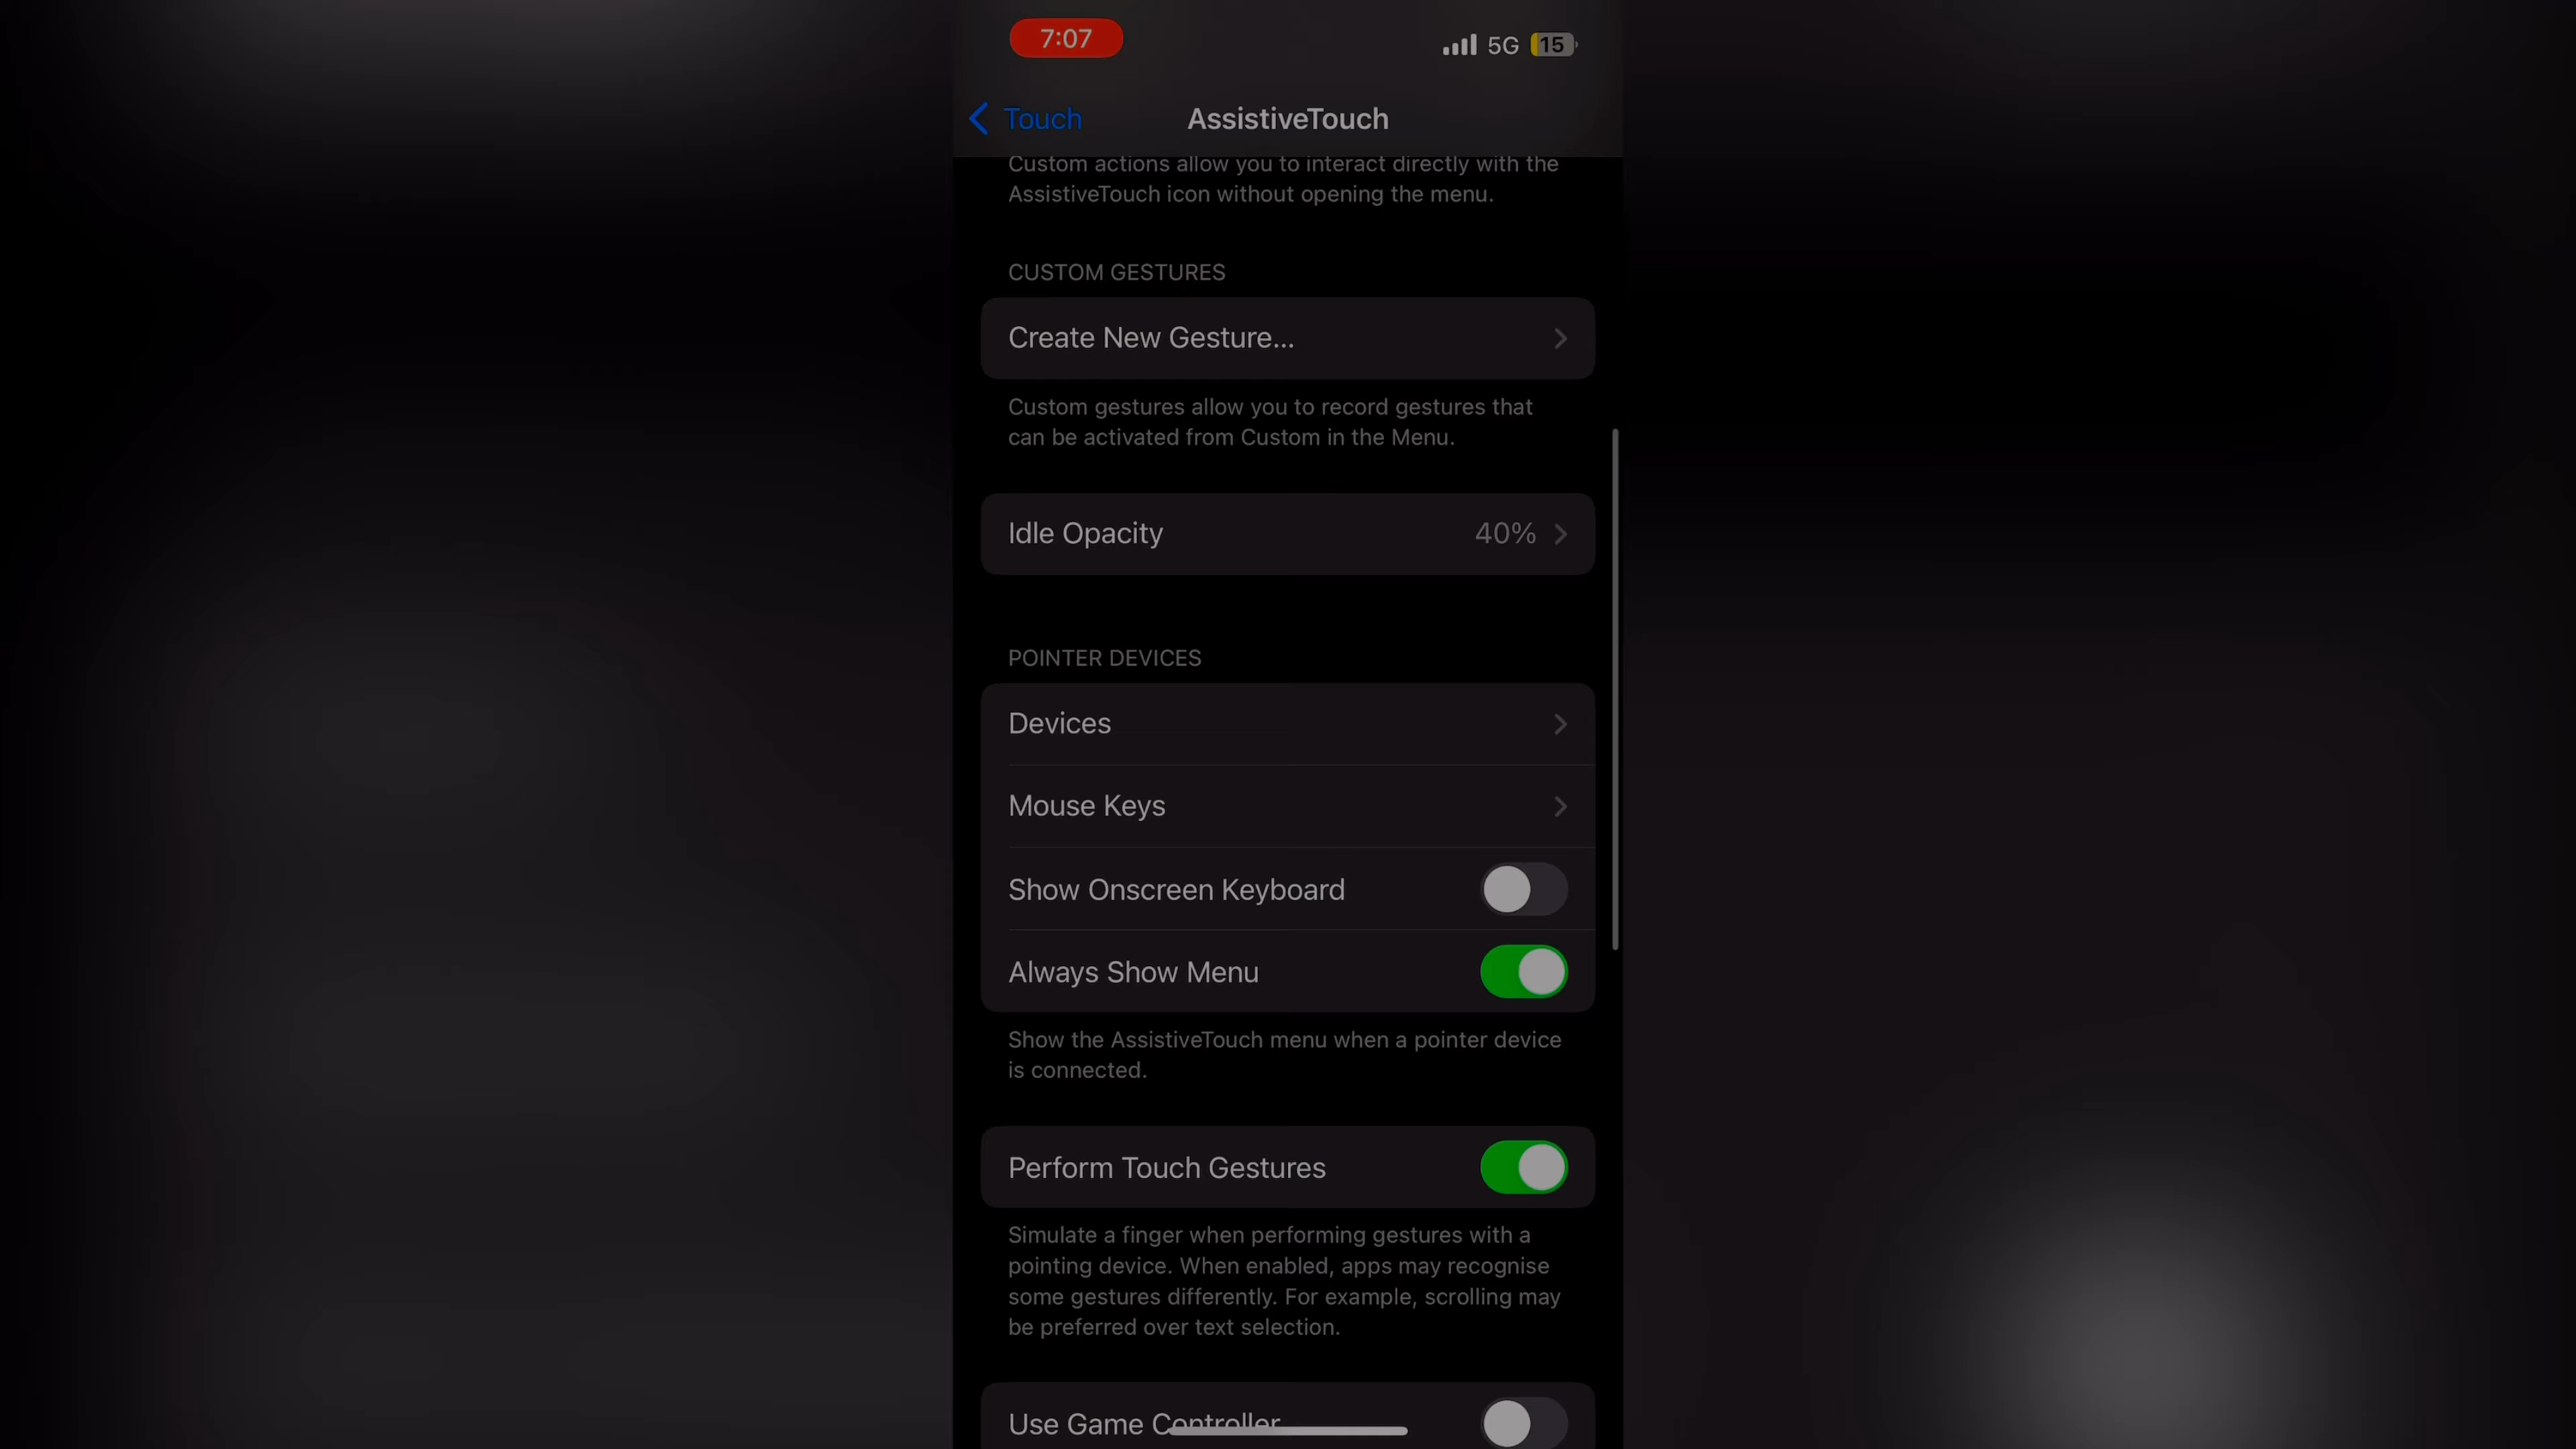 7:07
5G 15
Touch
AssistiveTouch
Custom actions allow you to interact directly with the
AssistiveTouch icon without opening the menu.
CUSTOM GESTURES
Create New Gesture...
Custom gestures allow you to record gestures that
can be activated from Custom in the Menu.
Idle Opacity 40%
POINTER DEVICES
Devices
Mouse Keys
Show Onscreen Keyboard
Always Show Menu
Show the AssistiveTouch menu when a pointer device
is connected.
Perform Touch Gestures
Simulate a finger when performing gestures with a
pointing device. When enabled, apps may recognise
some gestures differently. For example, scrolling may
be preferred over text selection.
Use Game Controller